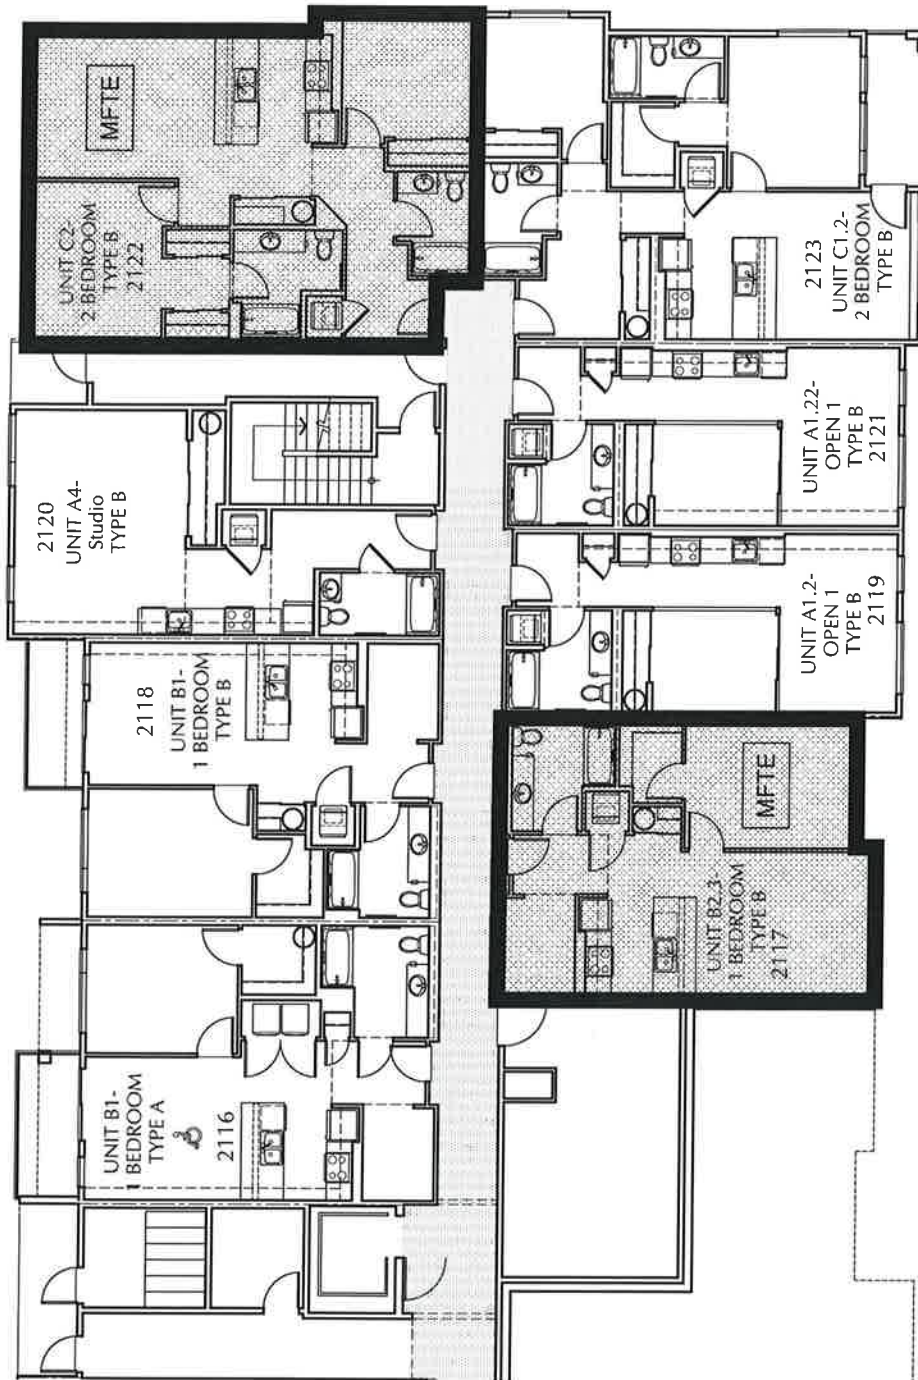 MFTE
UNIT C2-
2 BEDROOM
TYPE B
2122
2120
UNIT A4-
Studio
TYPE B
2118
UNIT B1-
1 BEDROOM
TYPE B
UNIT B1-
1 BEDROOM
TYPE A
2116
2123
UNIT C1.2-
2 BEDROOM
TYPE B
UNIT A1.22-
OPEN 1
TYPE B
2121
UNIT A1.2-
OPEN 1
TYPE B
2119
MFTE
UNIT B2.3-
1 BEDROOM
TYPE B
2117